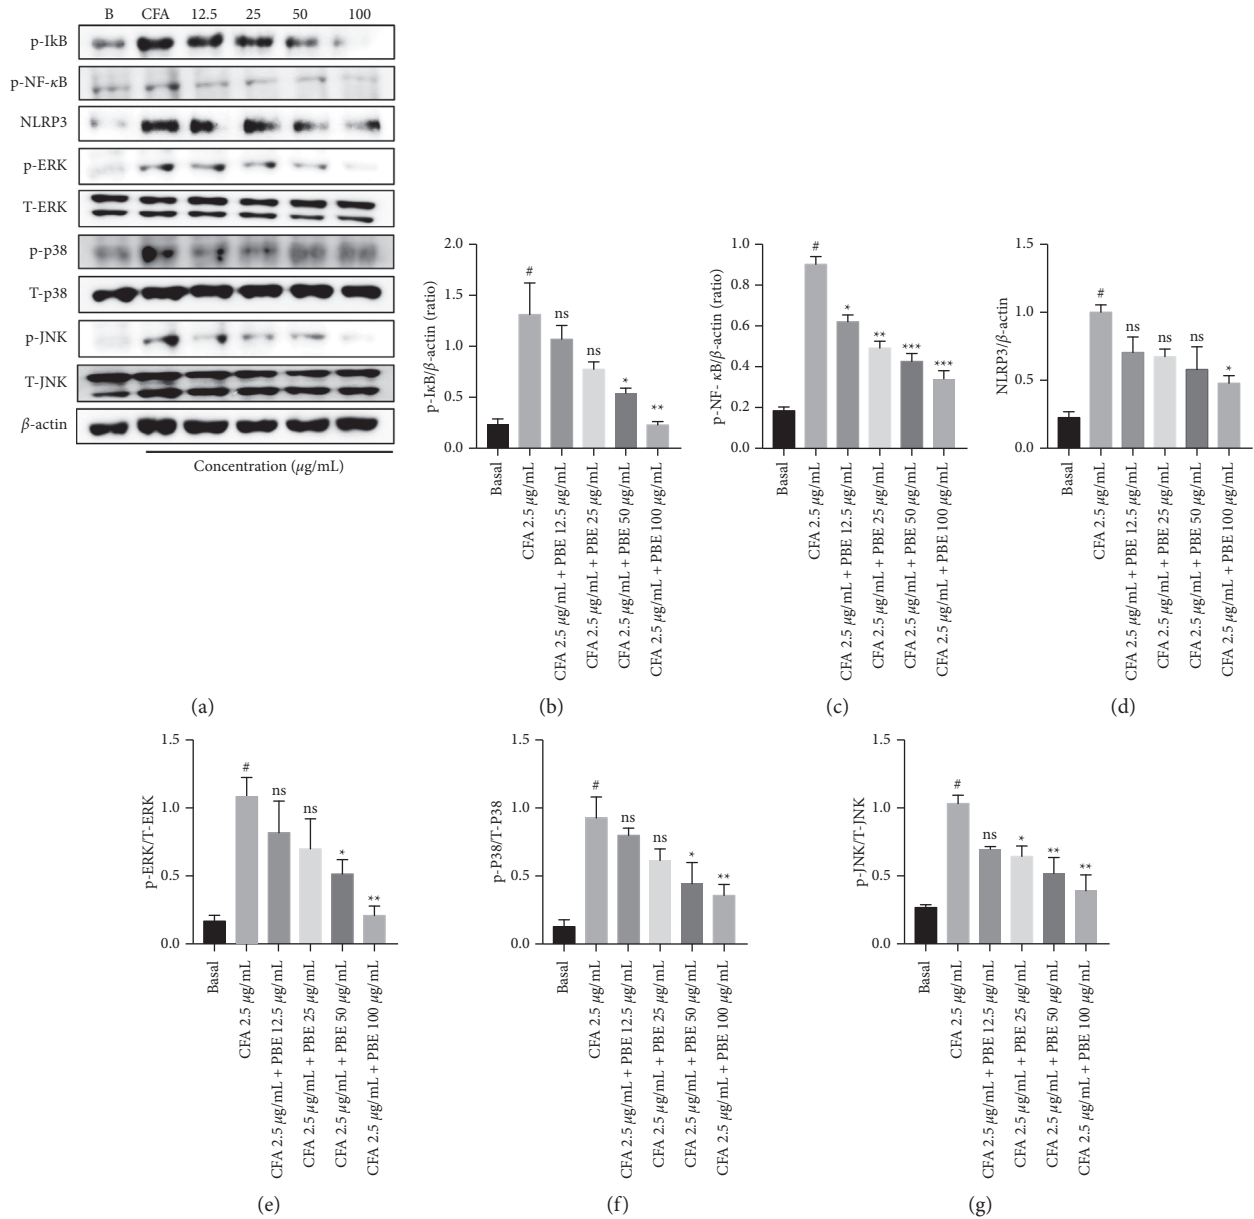 B CFA 12.5 25 50 100
p-IkB
p-NF-κB
NLRP3
p-ERK
T-ERK
p-p38
T-p38
p-JNK
T-JNK
β-actin
Concentration (μg/mL)
(a)
p-IκB/β-actin (ratio)
2.0
1.5
1.0
0.5
0.0
# ns ns * **
Basal
CFA 2.5 μg/mL
CFA 2.5 μg/mL + PBE 12.5 μg/mL
CFA 2.5 μg/mL + PBE 25 μg/mL
CFA 2.5 μg/mL + PBE 50 μg/mL
CFA 2.5 μg/mL + PBE 100 μg/mL
(b)
p-NF- κB/β-actin (ratio)
1.0
0.8
0.6
0.4
0.2
0.0
# * ** *** ***
Basal
CFA 2.5 μg/mL
CFA 2.5 μg/mL + PBE 12.5 μg/mL
CFA 2.5 μg/mL + PBE 25 μg/mL
CFA 2.5 μg/mL + PBE 50 μg/mL
CFA 2.5 μg/mL + PBE 100 μg/mL
(c)
NLRP3/β-actin
1.5
1.0
0.5
0.0
# ns ns ns *
Basal
CFA 2.5 μg/mL
CFA 2.5 μg/mL + PBE 12.5 μg/mL
CFA 2.5 μg/mL + PBE 25 μg/mL
CFA 2.5 μg/mL + PBE 50 μg/mL
CFA 2.5 μg/mL + PBE 100 μg/mL
(d)
p-ERK/T-ERK
1.5
1.0
0.5
0.0
# ns ns * **
Basal
CFA 2.5 μg/mL
CFA 2.5 μg/mL + PBE 12.5 μg/mL
CFA 2.5 μg/mL + PBE 25 μg/mL
CFA 2.5 μg/mL + PBE 50 μg/mL
CFA 2.5 μg/mL + PBE 100 μg/mL
(e)
p-P38/T-P38
1.5
1.0
0.5
0.0
# ns ns * **
Basal
CFA 2.5 μg/mL
CFA 2.5 μg/mL + PBE 12.5 μg/mL
CFA 2.5 μg/mL + PBE 25 μg/mL
CFA 2.5 μg/mL + PBE 50 μg/mL
CFA 2.5 μg/mL + PBE 100 μg/mL
(f)
p-JNK/T-JNK
1.5
1.0
0.5
0.0
# ns * ** **
Basal
CFA 2.5 μg/mL
CFA 2.5 μg/mL + PBE 12.5 μg/mL
CFA 2.5 μg/mL + PBE 25 μg/mL
CFA 2.5 μg/mL + PBE 50 μg/mL
CFA 2.5 μg/mL + PBE 100 μg/mL
(g)